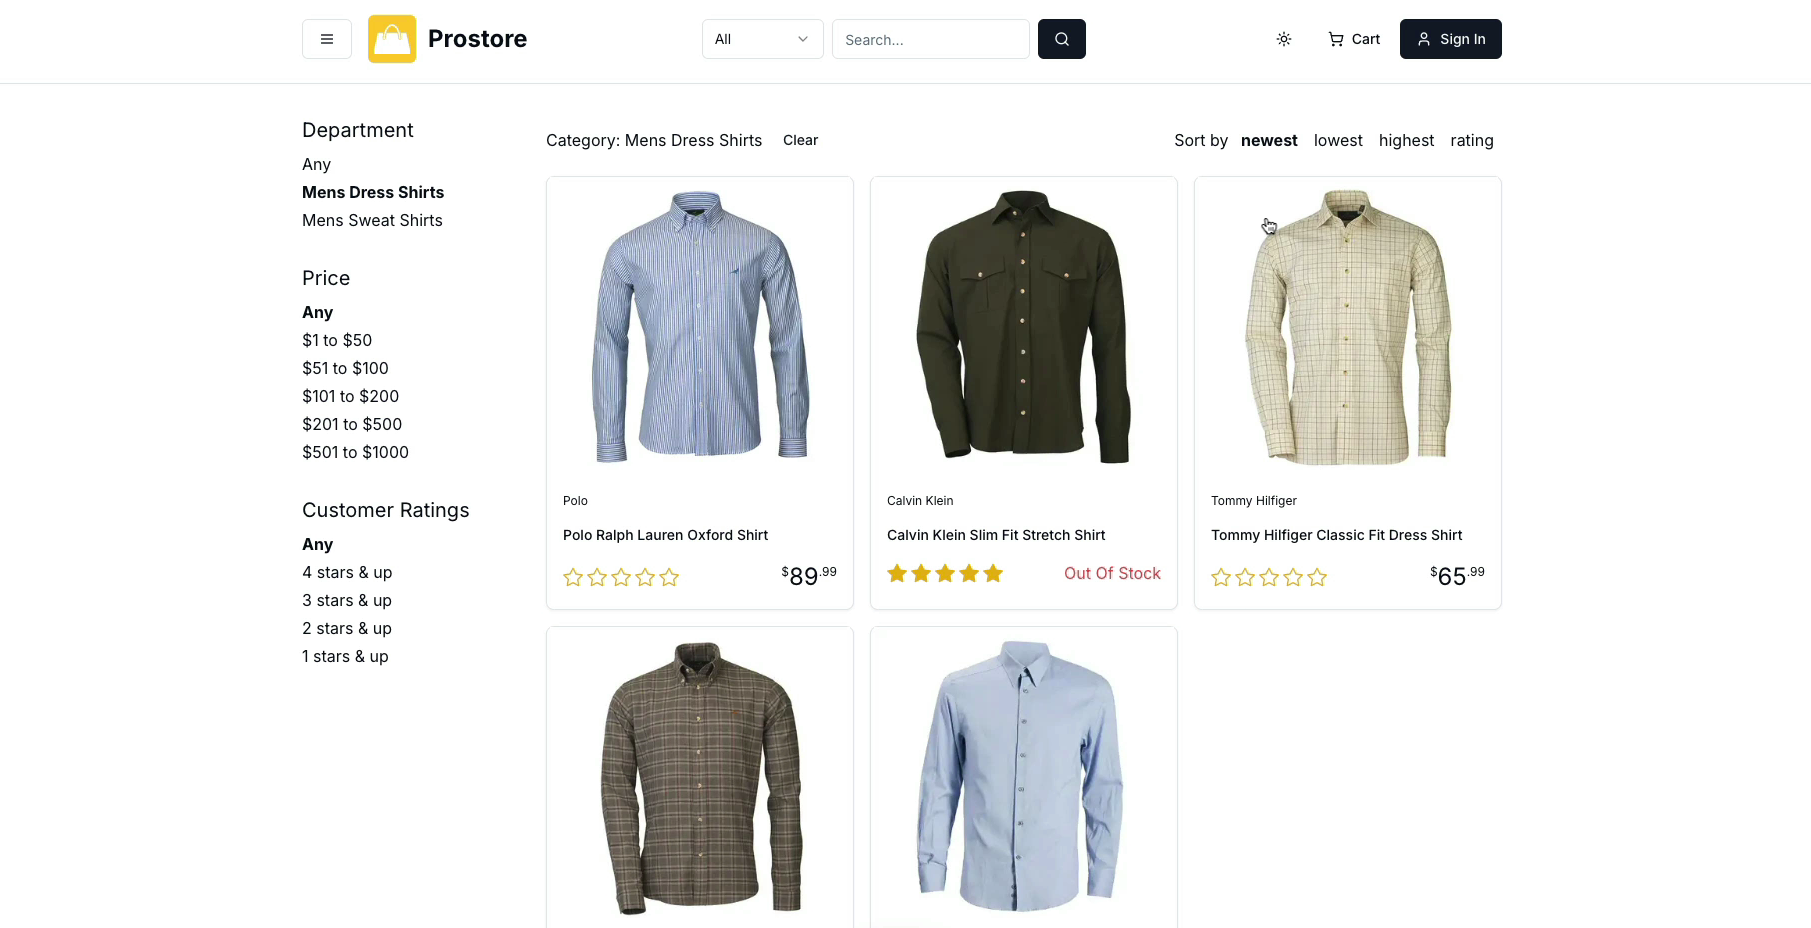 Prostore
All
Search...
Cart
Sign In
Department
Any
Mens Dress Shirts
Mens Sweat Shirts
Price
Any
$1 to $50
$51 to $100
$101 to $200
$201 to $500
$501 to $1000
Customer Ratings
Any
4 stars & up
3 stars & up
2 stars & up
1 stars & up
Category: Mens Dress Shirts Clear
Sort by newest lowest highest rating
Polo
Polo Ralph Lauren Oxford Shirt
$89.99
Calvin Klein
Calvin Klein Slim Fit Stretch Shirt
Out Of Stock
Tommy Hilfiger
Tommy Hilfiger Classic Fit Dress Shirt
$65.99